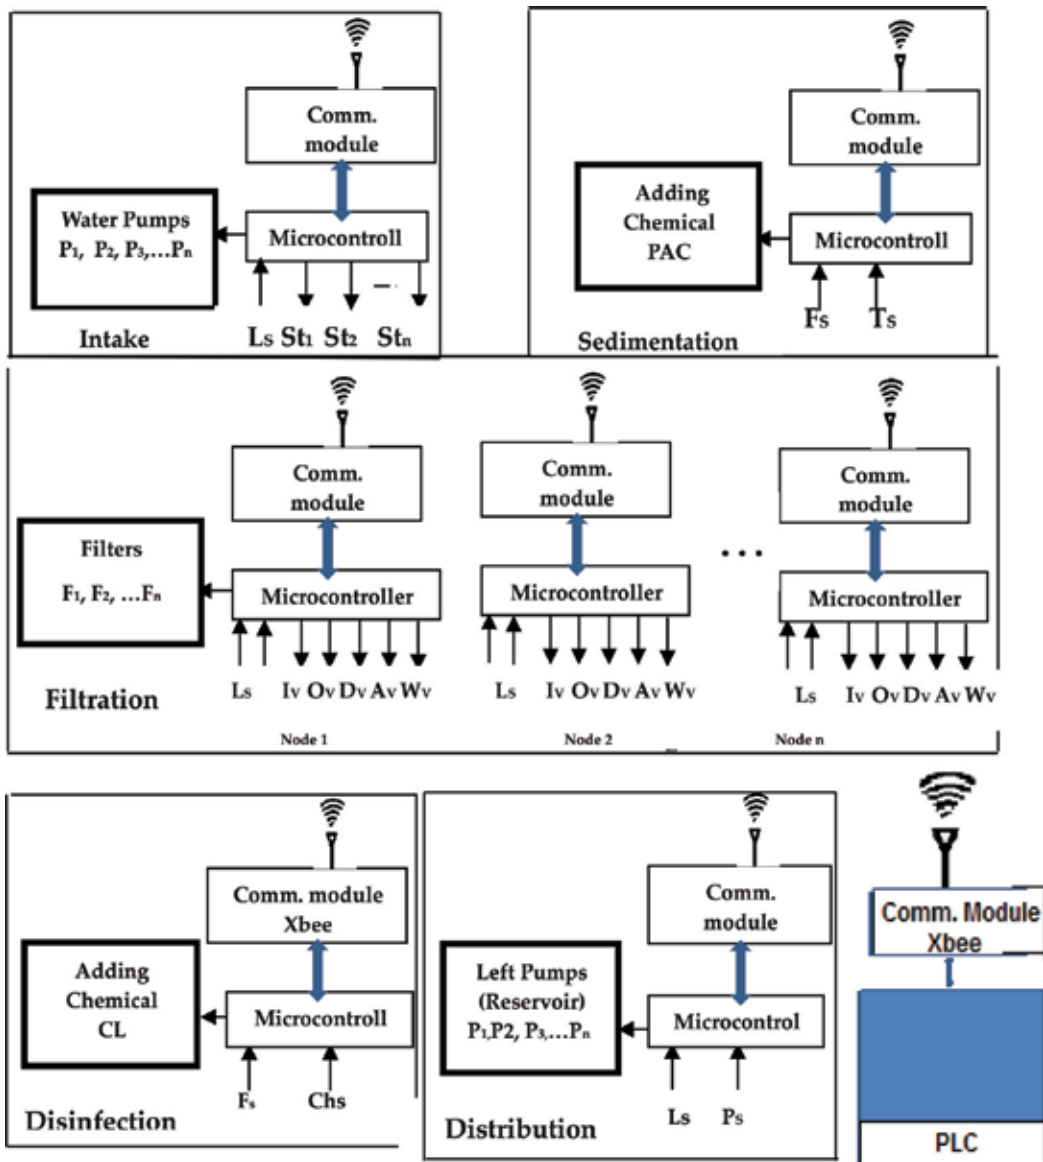 Comm.
module
Water Pumps
P1, P2, P3,...Pn
Microcontroll
Ls St1 St2 Stn
Intake
Comm.
module
Adding
Chemical
PAC
Microcontroll
Fs Ts
Sedimentation
Comm.
module
Filters
F1, F2, ...Fn
Microcontroller
Ls Iv Ov Dv Av Wv
Filtration
Node 1
Comm.
module
Microcontroller
Ls Iv Ov Dv Av Wv
Node 2
...
Comm.
module
Microcontroller
Ls Iv Ov Dv Av Wv
Node n
Comm. module
Xbee
Adding
Chemical
CL
Microcontroll
Fs Chs
Disinfection
Comm.
module
Left Pumps
(Reservoir)
P1,P2, P3,...Pn
Microcontrol
Ls Ps
Distribution
Comm. Module
Xbee
PLC